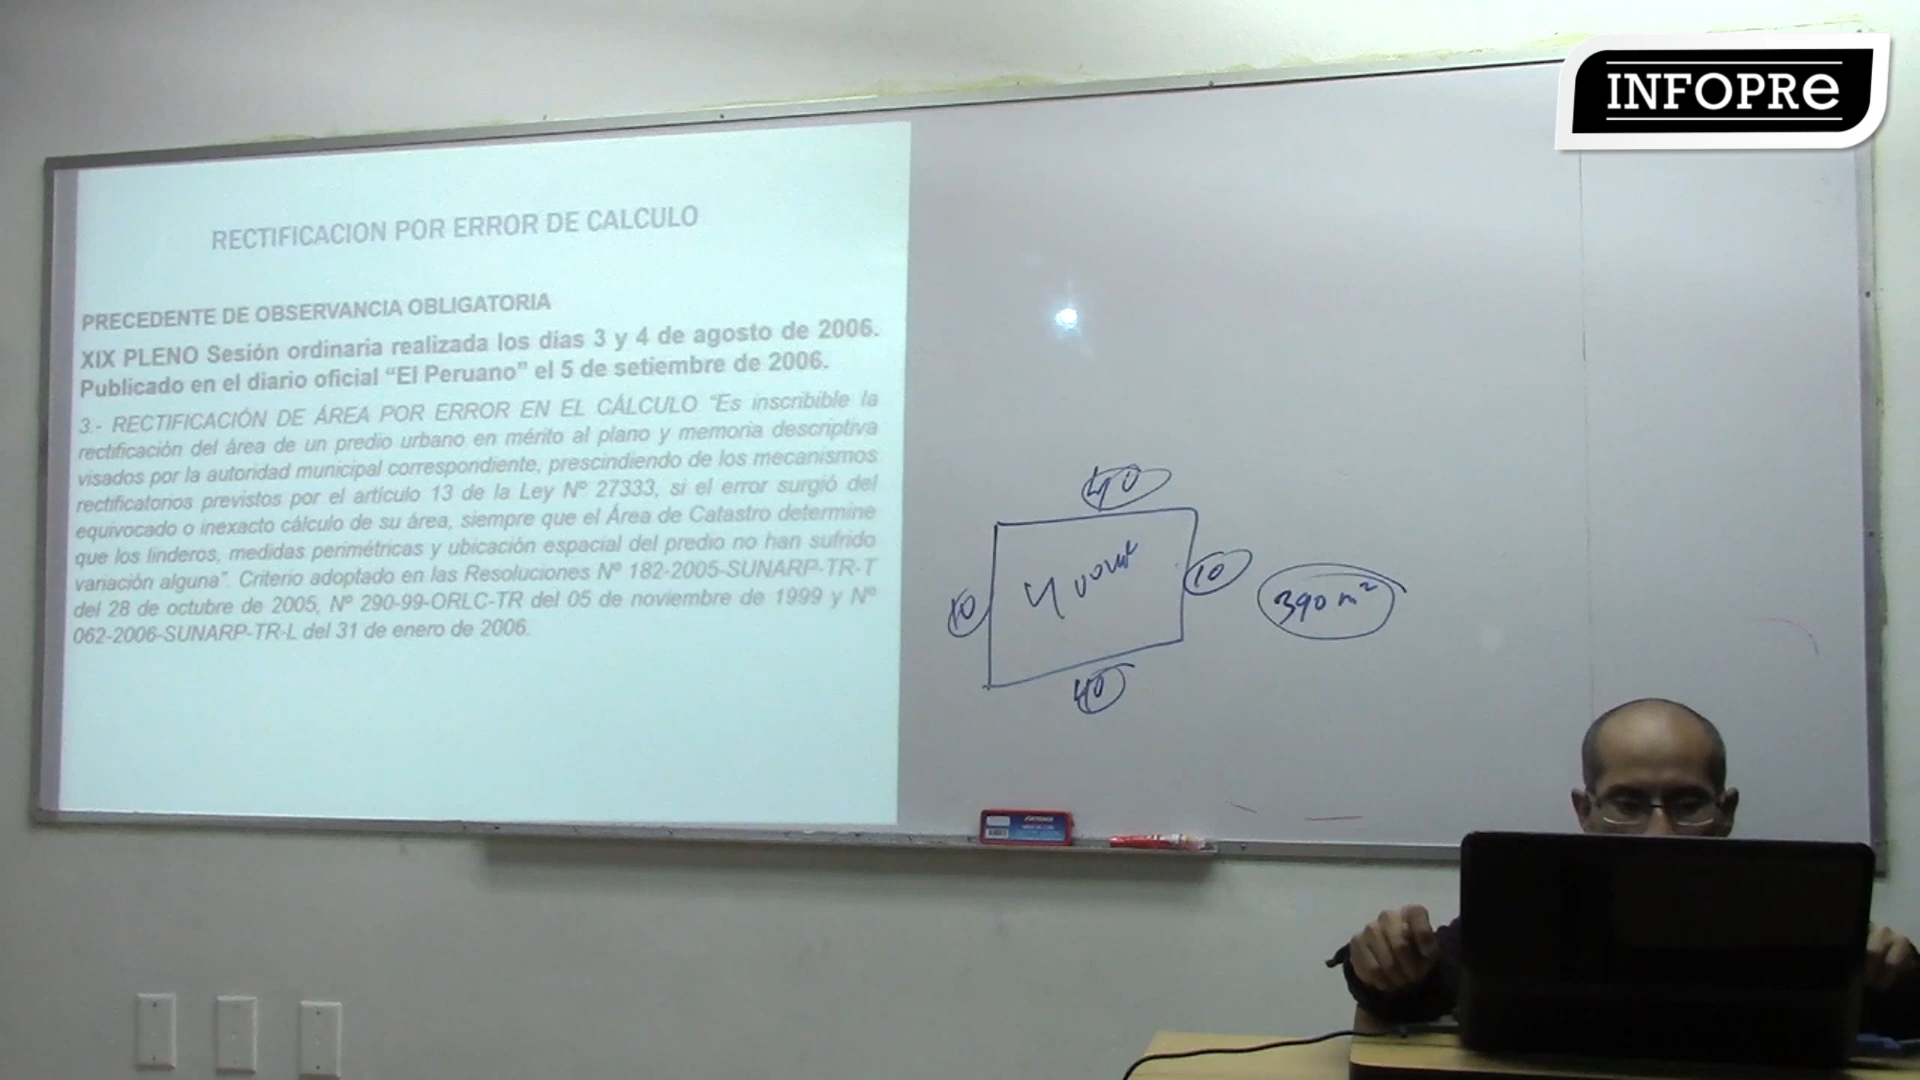 INFOPRe
RECTIFICACION POR ERROR DE CALCULO
PRECEDENTE DE OBSERVANCIA OBLIGATORIA
XIX PLENO Sesión ordinaria realizada los días 3 y 4 de agosto de 2006.
Publicado en el diario oficial “El Peruano” el 5 de setiembre de 2006.
3.- RECTIFICACIÓN DE ÁREA POR ERROR EN EL CÁLCULO “Es inscribible la
rectificación del área de un predio urbano en mérito al plano y memoria descriptiva
visados por la autoridad municipal correspondiente, prescindiendo de los mecanismos
rectificatorios previstos por el artículo 13 de la Ley Nº 27333, si el error surgió del
equivocado o inexacto cálculo de su área, siempre que el Área de Catastro determine
que los linderos, medidas perimétricas y ubicación espacial del predio no han sufrido
variación alguna”. Criterio adoptado en las Resoluciones Nº 182-2005-SUNARP-TR-T
del 28 de octubre de 2005, Nº 290-99-ORLC-TR del 05 de noviembre de 1999 y Nº
062-2006-SUNARP-TR-L del 31 de enero de 2006.
40
400 m²
10
10
390 m²
40